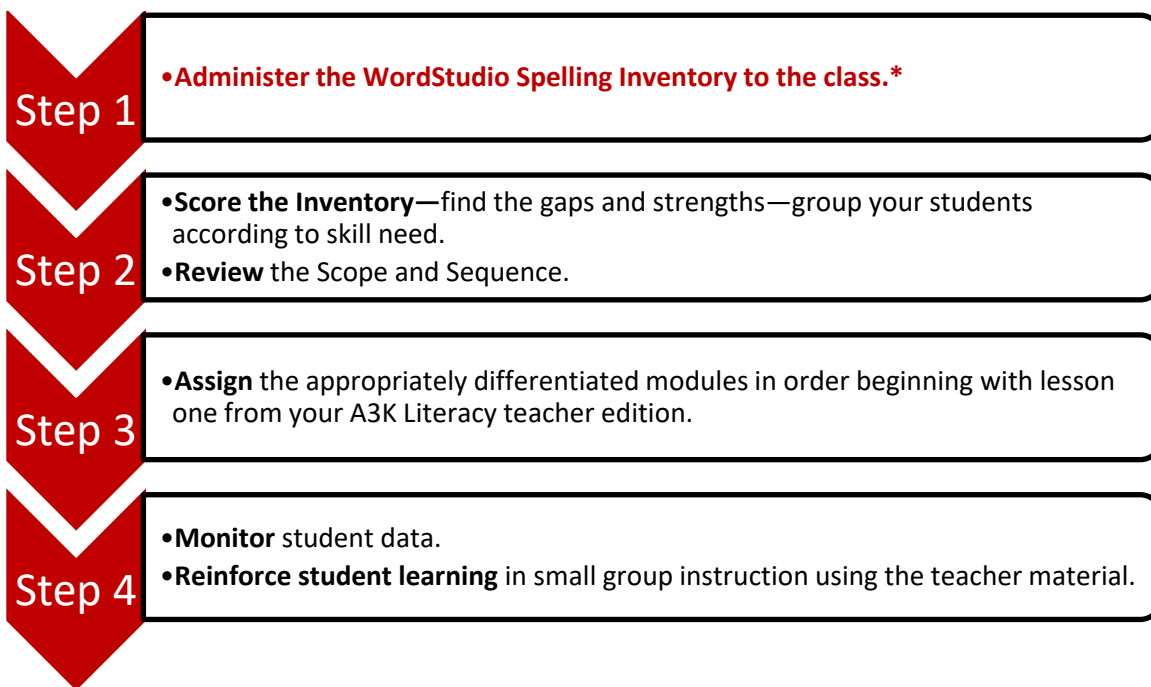 Step 1
•Administer the WordStudio Spelling Inventory to the class.*
Step 2
•Score the Inventory—find the gaps and strengths—group your students
according to skill need.
•Review the Scope and Sequence.
Step 3
•Assign the appropriately differentiated modules in order beginning with lesson
one from your A3K Literacy teacher edition.
Step 4
•Monitor student data.
•Reinforce student learning in small group instruction using the teacher material.